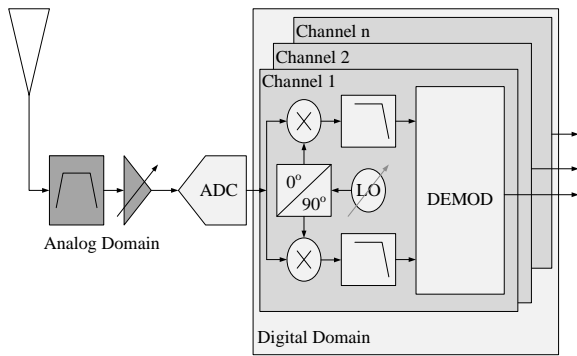 Channel n
Channel 2
Channel 1
0°
90°
LO
ADC
DEMOD
Analog Domain
Digital Domain